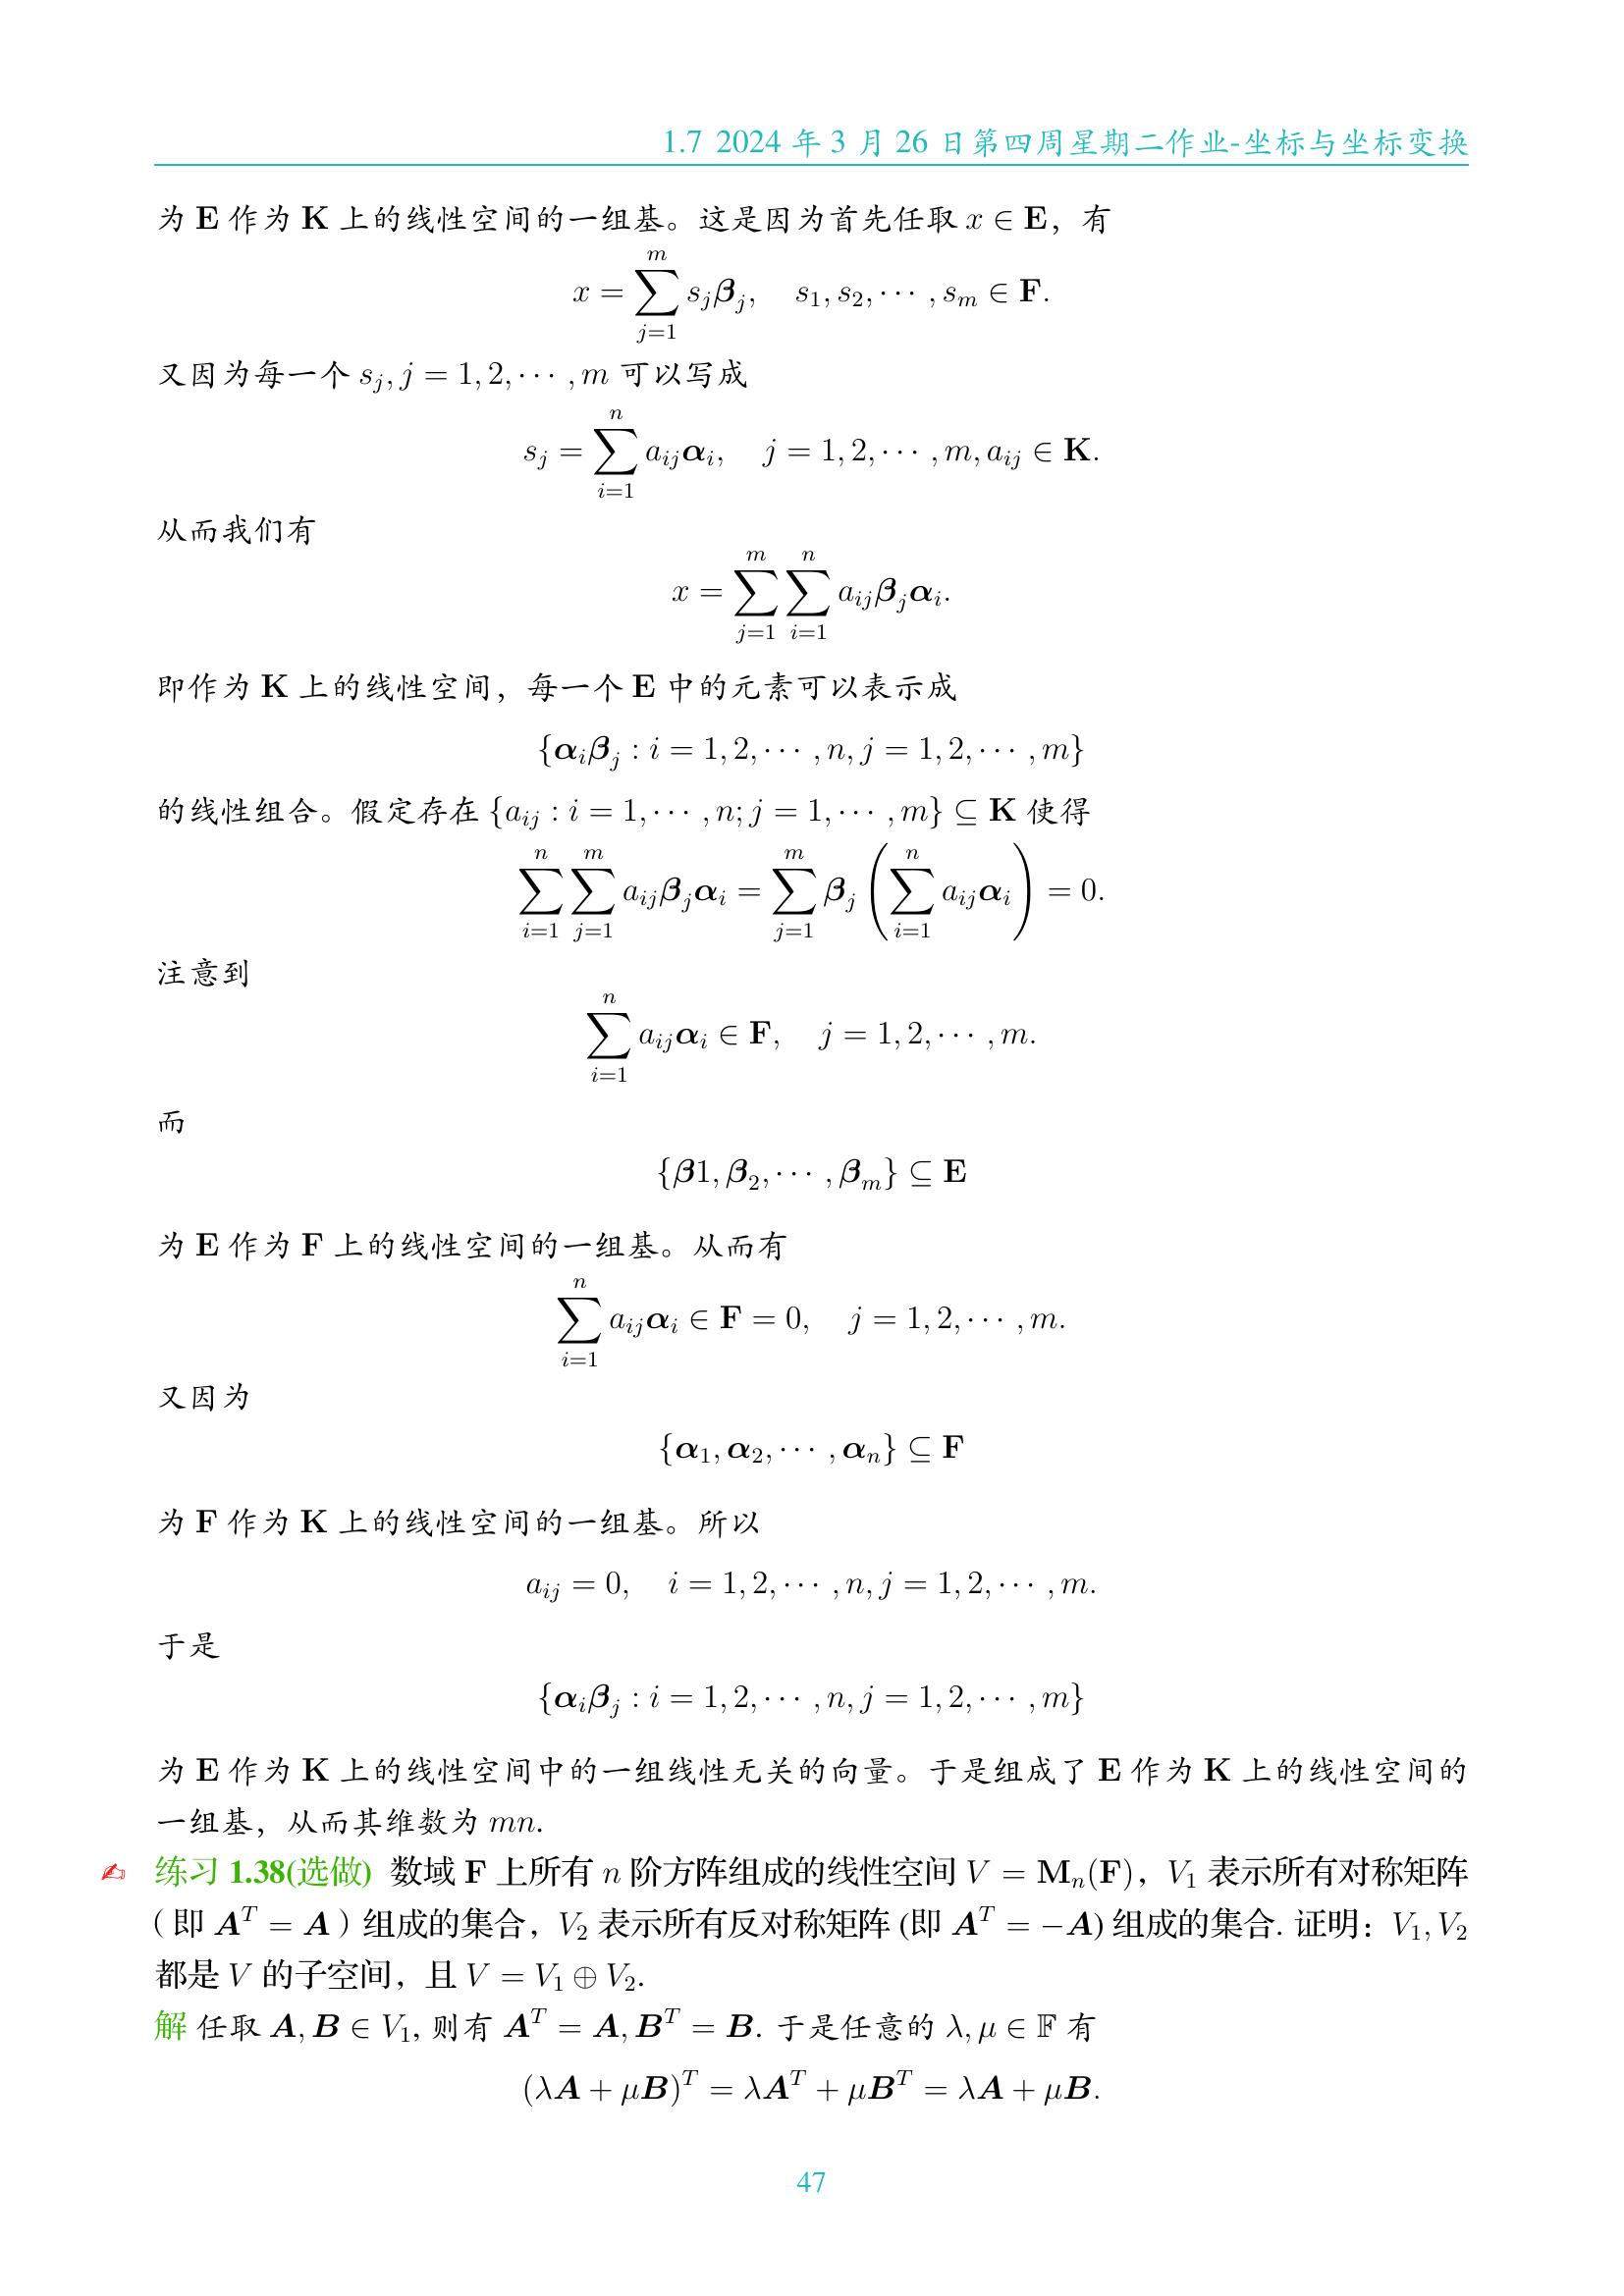 1.7 2024 年 3 月 26 日第四周星期二作业-坐标与坐标变换
为 E 作为 K 上的线性空间的一组基。这是因为首先任取 $x \in \mathbf{E}$，有
$x = \sum_{j=1}^{m} s_j \boldsymbol{\beta}_j, \quad s_1, s_2, \cdots, s_m \in \mathbf{F}.$
又因为每一个 $s_j, j = 1, 2, \cdots, m$ 可以写成
$s_j = \sum_{i=1}^{n} a_{ij} \boldsymbol{\alpha}_i, \quad j = 1, 2, \cdots, m, a_{ij} \in \mathbf{K}.$
从而我们有
$x = \sum_{j=1}^{m} \sum_{i=1}^{n} a_{ij} \boldsymbol{\beta}_j \boldsymbol{\alpha}_i.$
即作为 K 上的线性空间，每一个 E 中的元素可以表示成
$\{\boldsymbol{\alpha}_i \boldsymbol{\beta}_j : i = 1, 2, \cdots, n, j = 1, 2, \cdots, m\}$
的线性组合。假定存在 $\{a_{ij} : i = 1, \cdots, n; j = 1, \cdots, m\} \subseteq \mathbf{K}$ 使得
$\sum_{i=1}^{n} \sum_{j=1}^{m} a_{ij} \boldsymbol{\beta}_j \boldsymbol{\alpha}_i = \sum_{j=1}^{m} \boldsymbol{\beta}_j \left( \sum_{i=1}^{n} a_{ij} \boldsymbol{\alpha}_i \right) = 0.$
注意到
$\sum_{i=1}^{n} a_{ij} \boldsymbol{\alpha}_i \in \mathbf{F}, \quad j = 1, 2, \cdots, m.$
而
$\{\boldsymbol{\beta}1, \boldsymbol{\beta}_2, \cdots, \boldsymbol{\beta}_m\} \subseteq \mathbf{E}$
为 E 作为 F 上的线性空间的一组基。从而有
$\sum_{i=1}^{n} a_{ij} \boldsymbol{\alpha}_i \in \mathbf{F} = 0, \quad j = 1, 2, \cdots, m.$
又因为
$\{\boldsymbol{\alpha}_1, \boldsymbol{\alpha}_2, \cdots, \boldsymbol{\alpha}_n\} \subseteq \mathbf{F}$
为 F 作为 K 上的线性空间的一组基。所以
$a_{ij} = 0, \quad i = 1, 2, \cdots, n, j = 1, 2, \cdots, m.$
于是
$\{\boldsymbol{\alpha}_i \boldsymbol{\beta}_j : i = 1, 2, \cdots, n, j = 1, 2, \cdots, m\}$
为 E 作为 K 上的线性空间中的一组线性无关的向量。于是组成了 E 作为 K 上的线性空间的
一组基，从而其维数为 $mn$.
✍ 练习 1.38(选做) 数域 F 上所有 $n$ 阶方阵组成的线性空间 $V = \mathbf{M}_n(\mathbf{F})$，$V_1$ 表示所有对称矩阵
（即 $\boldsymbol{A}^T = \boldsymbol{A}$）组成的集合，$V_2$ 表示所有反对称矩阵 (即 $\boldsymbol{A}^T = -\boldsymbol{A}$) 组成的集合. 证明：$V_1, V_2$
都是 $V$ 的子空间，且 $V = V_1 \oplus V_2$.
解 任取 $\boldsymbol{A}, \boldsymbol{B} \in V_1$, 则有 $\boldsymbol{A}^T = \boldsymbol{A}, \boldsymbol{B}^T = \boldsymbol{B}$. 于是任意的 $\lambda, \mu \in \mathbb{F}$ 有
$(\lambda \boldsymbol{A} + \mu \boldsymbol{B})^T = \lambda \boldsymbol{A}^T + \mu \boldsymbol{B}^T = \lambda \boldsymbol{A} + \mu \boldsymbol{B}.$
47